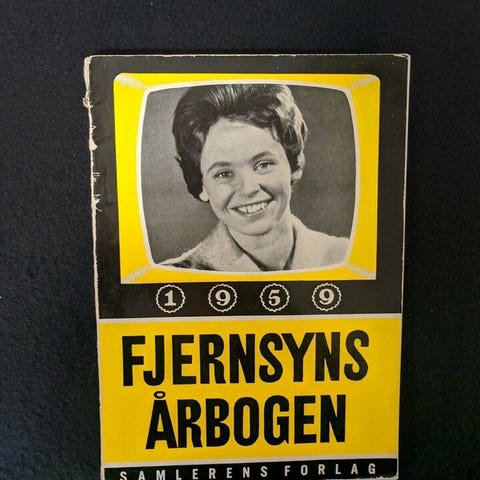 1959
FJERNSYNS
ÅRBOGEN
SAMLERENS FORLAG